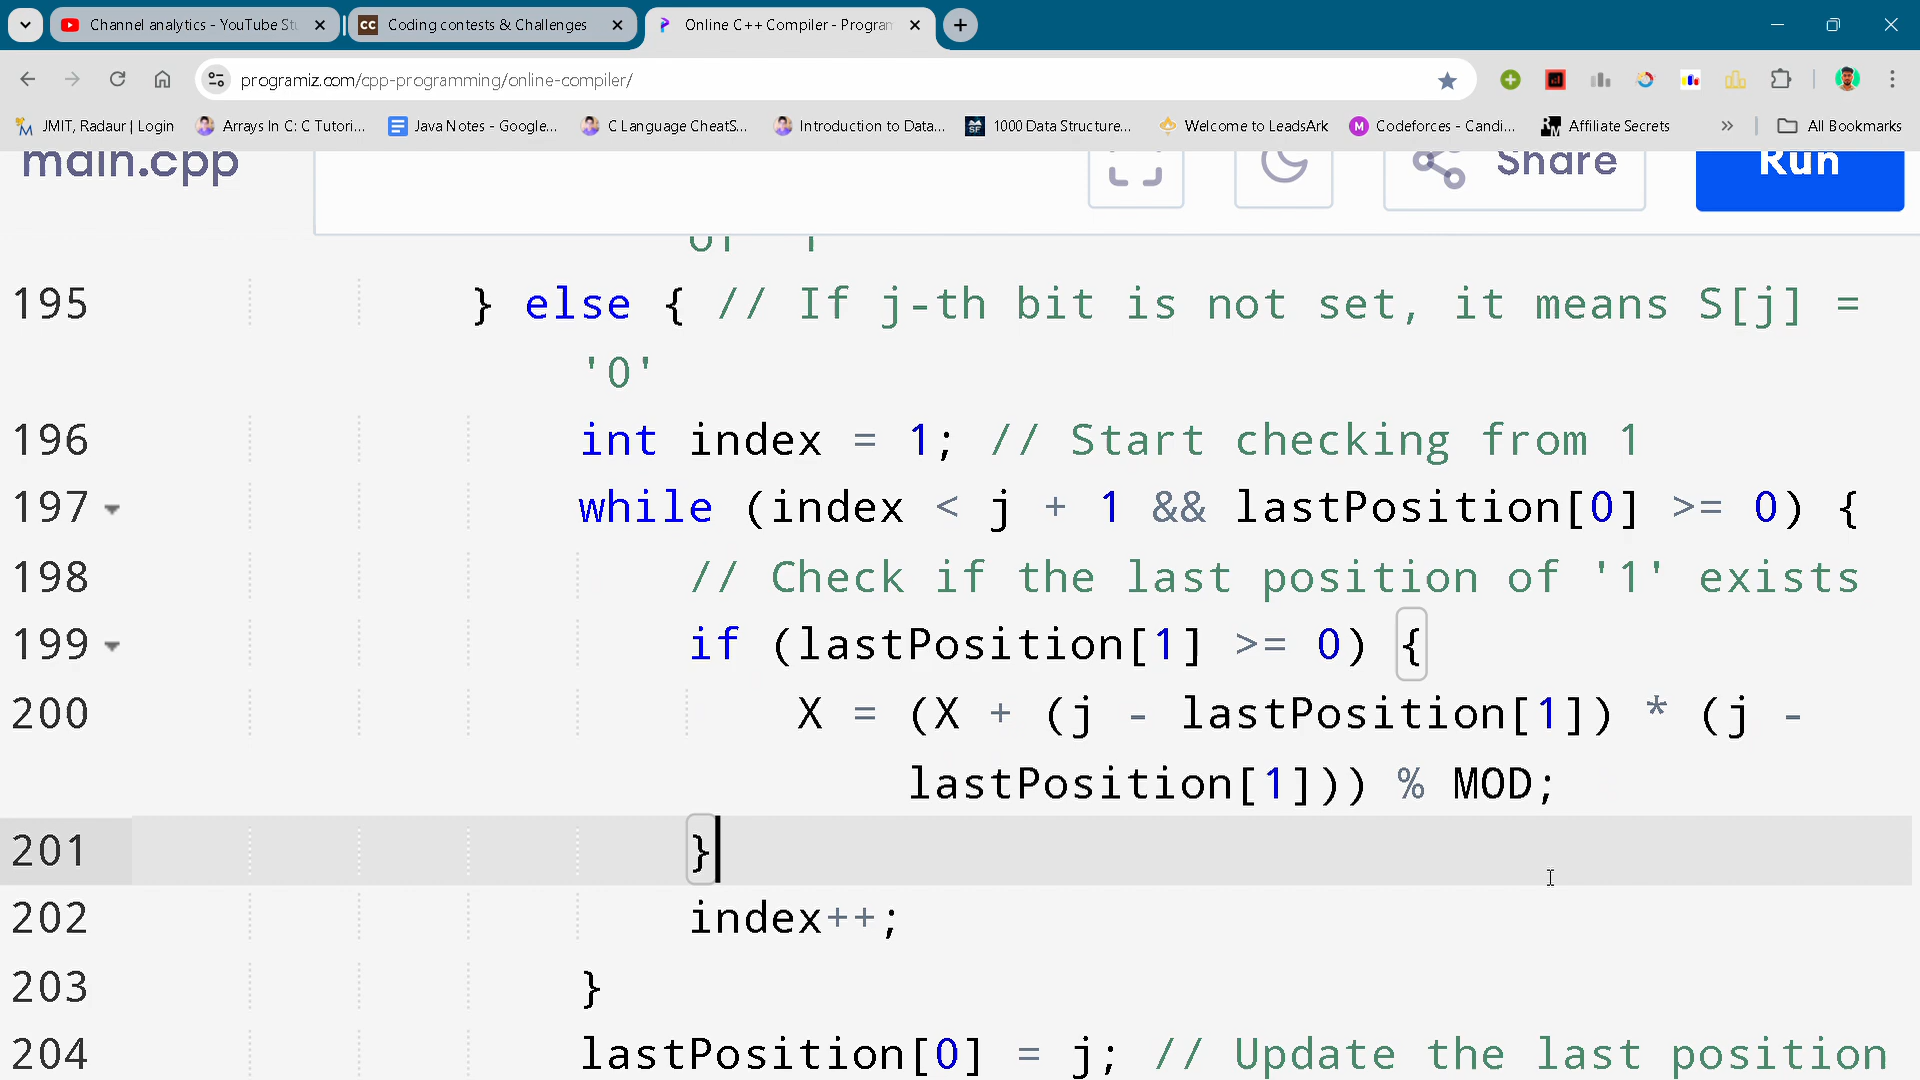 Channel analytics - YouTube Stu
Coding contests & Challenges
Online C++ Compiler - Program
programiz.com/cpp-programming/online-compiler/
JMIT, Radaur | Login
Arrays In C: C Tutori...
Java Notes - Google...
C Language CheatS...
Introduction to Data...
1000 Data Structure...
Welcome to LeadsArk
Codeforces - Candi...
Affiliate Secrets
All Bookmarks
main.cpp
Share
Run
195 } else { // If j-th bit is not set, it means S[j] =
'0'
196 int index = 1; // Start checking from 1
197 while (index < j + 1 && lastPosition[0] >= 0) {
198 // Check if the last position of '1' exists
199 if (lastPosition[1] >= 0) {
200 X = (X + (j - lastPosition[1]) * (j -
lastPosition[1])) % MOD;
201 }
202 index++;
203 }
204 lastPosition[0] = j; // Update the last position